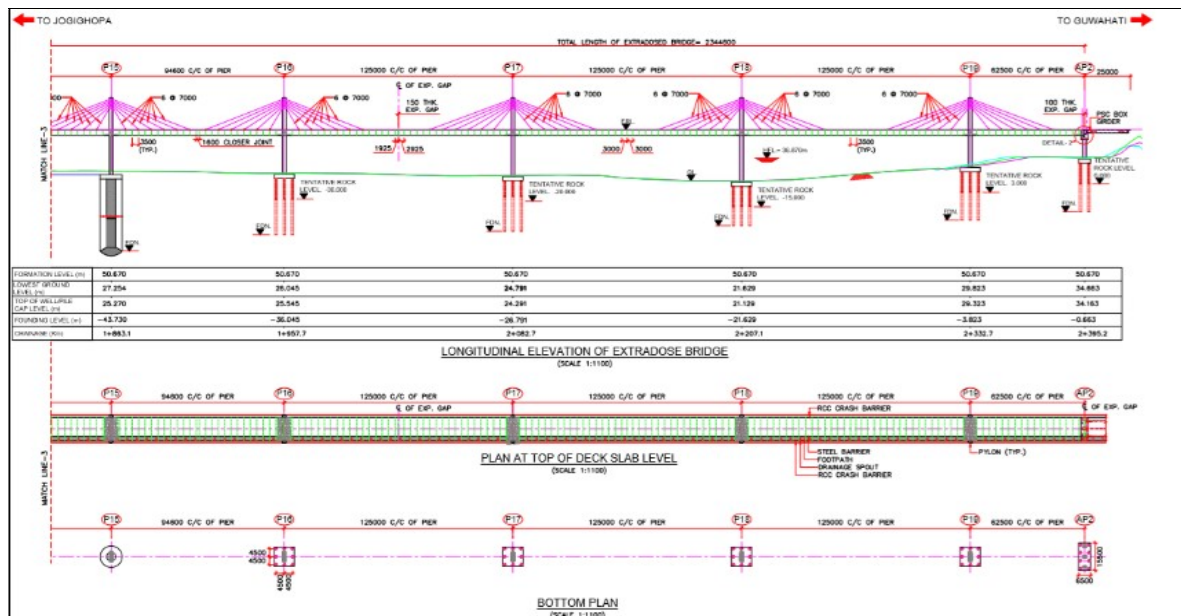 TO JOGIGHOPA
TO GUWAHATI
TOTAL LENGTH OF EXTRADOSED BRIDGE= 2344600
P15 94600 C/C OF PIER P16 125000 C/C OF PIER P17 125000 C/C OF PIER P18 125000 C/C OF PIER P19 62500 C/C OF PIER AP2
25000
℄ OF EXP. GAP
6 @ 7000 6 @ 7000 6 @ 7000 6 @ 7000 6 @ 7000
150 THK. EXP. GAP
100 THK. EXP. GAP
PSC BOX GIRDER
FRL
3500 (TYP.)
1600 CLOSER JOINT
1925 2925
3000 3000
HFL= 36.870m
3500 (TYP.)
DETAIL-2
MATCH LINE-3
GL
TENTATIVE ROCK LEVEL. -30.000
TENTATIVE ROCK LEVEL. -20.000
TENTATIVE ROCK LEVEL. -15.000
TENTATIVE ROCK LEVEL. 3.000
TENTATIVE ROCK LEVEL.
FDN. FDN. FDN. FDN. FDN. FDN.
FORMATION LEVEL (m) 50.670 50.670 50.670 50.670 50.670 50.670
LOWEST GROUND LEVEL (m) 27.254 26.045 24.791 21.629 29.823 34.663
TOP OF WELL/PILE CAP LEVEL (m) 25.270 25.545 24.291 21.129 29.323 34.163
FOUNDING LEVEL (m) -43.730 -36.045 -26.791 -21.629 -3.823 -0.663
CHAINAGE (Km) 1+863.1 1+957.7 2+082.7 2+207.1 2+332.7 2+395.2
LONGITUDINAL ELEVATION OF EXTRADOSE BRIDGE
(SCALE 1:1100)
P15 94600 C/C OF PIER P16 125000 C/C OF PIER P17 125000 C/C OF PIER P18 125000 C/C OF PIER P19 62500 C/C OF PIER AP2
℄ OF EXP. GAP
RCC CRASH BARRIER
℄ OF EXP. GAP
MATCH LINE-3
STEEL BARRIER
FOOTPATH
DRAINAGE SPOUT
RCC CRASH BARRIER
PYLON (TYP.)
PLAN AT TOP OF DECK SLAB LEVEL
(SCALE 1:1100)
P15 94600 C/C OF PIER P16 125000 C/C OF PIER P17 125000 C/C OF PIER P18 125000 C/C OF PIER P19 62500 C/C OF PIER AP2
4500
4500
4500 4500
15500
6500
BOTTOM PLAN
(SCALE 1:1100)